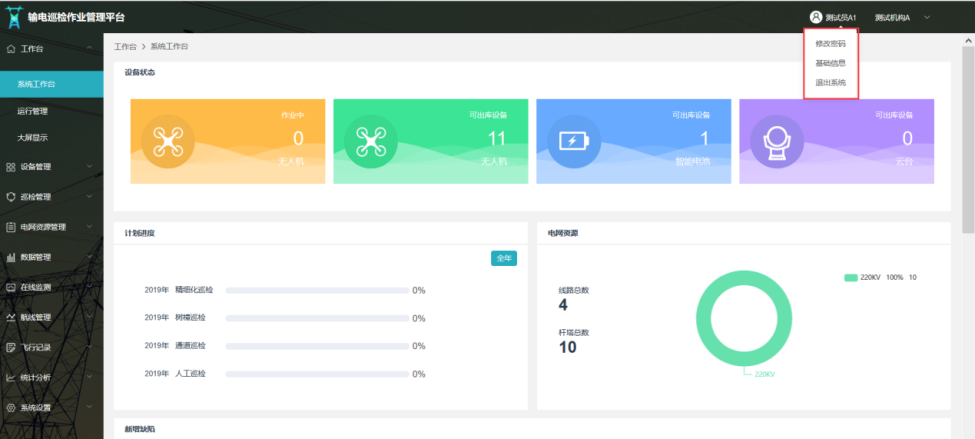 输电巡检作业管理平台
测试员A1 测试机构A
修改密码
基础信息
退出系统
工作台
系统工作台
运行管理
大屏显示
设备管理
巡检管理
电网资源管理
数据管理
在线监测
航线管理
飞行记录
统计分析
系统设置
工作台 > 系统工作台
设备状态
作业中
0
无人机
可出库设备
11
无人机
可出库设备
1
智能电池
可出库设备
0
云台
计划进度
全年
2019年 精细化巡检 0%
2019年 树障巡检 0%
2019年 通道巡检 0%
2019年 人工巡检 0%
电网资源
线路总数
4
杆塔总数
10
220KV 100% 10
220KV
新增缺陷